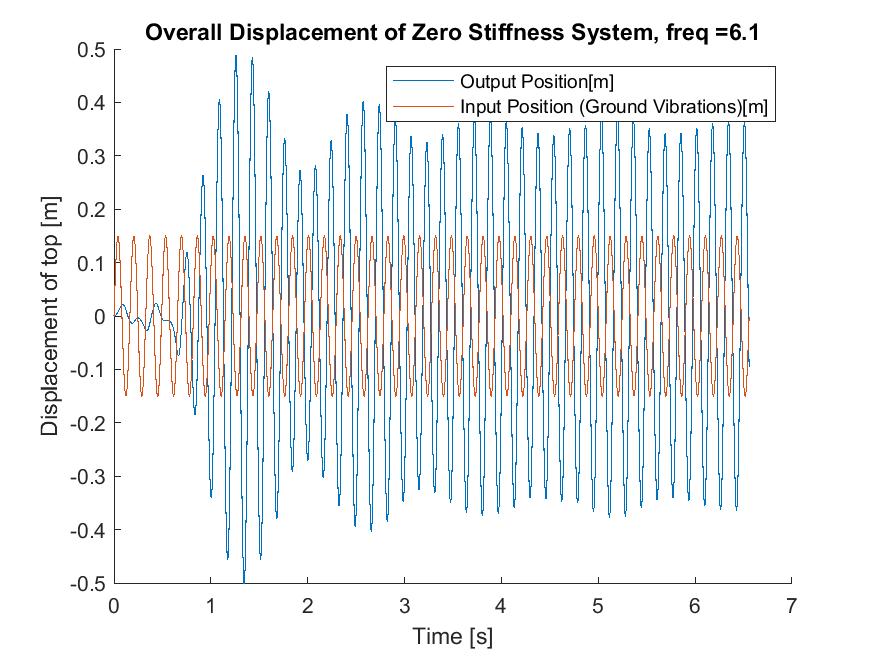 Overall Displacement of Zero Stiffness System, freq =6.1
Output Position[m]
Input Position (Ground Vibrations)[m]
Displacement of top [m]
0.5
0.4
0.3
0.2
0.1
0
-0.1
-0.2
-0.3
-0.4
-0.5
0 1 2 3 4 5 6 7
Time [s]